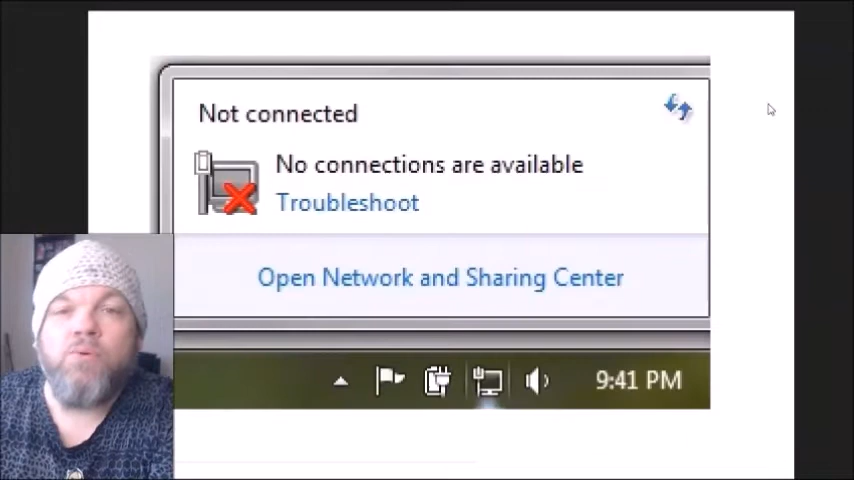 Not connected
No connections are available
Troubleshoot
Open Network and Sharing Center
9:41 PM